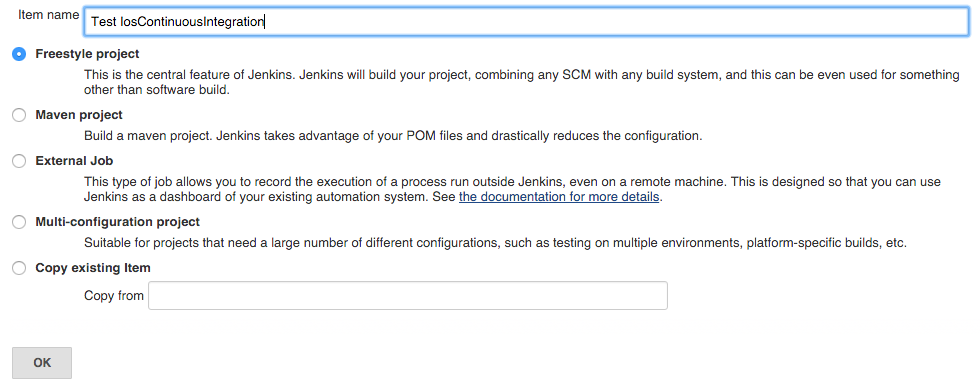 Item name Test IosContinuousIntegration
Freestyle project
This is the central feature of Jenkins. Jenkins will build your project, combining any SCM with any build system, and this can be even used for something
other than software build.
Maven project
Build a maven project. Jenkins takes advantage of your POM files and drastically reduces the configuration.
External Job
This type of job allows you to record the execution of a process run outside Jenkins, even on a remote machine. This is designed so that you can use
Jenkins as a dashboard of your existing automation system. See the documentation for more details.
Multi-configuration project
Suitable for projects that need a large number of different configurations, such as testing on multiple environments, platform-specific builds, etc.
Copy existing Item
Copy from
OK